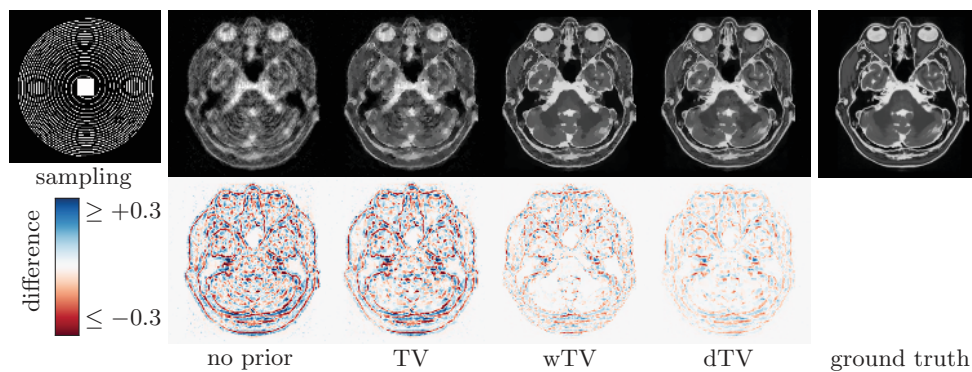 sampling
difference
≥ +0.3
≤ −0.3
no prior
TV
wTV
dTV
ground truth